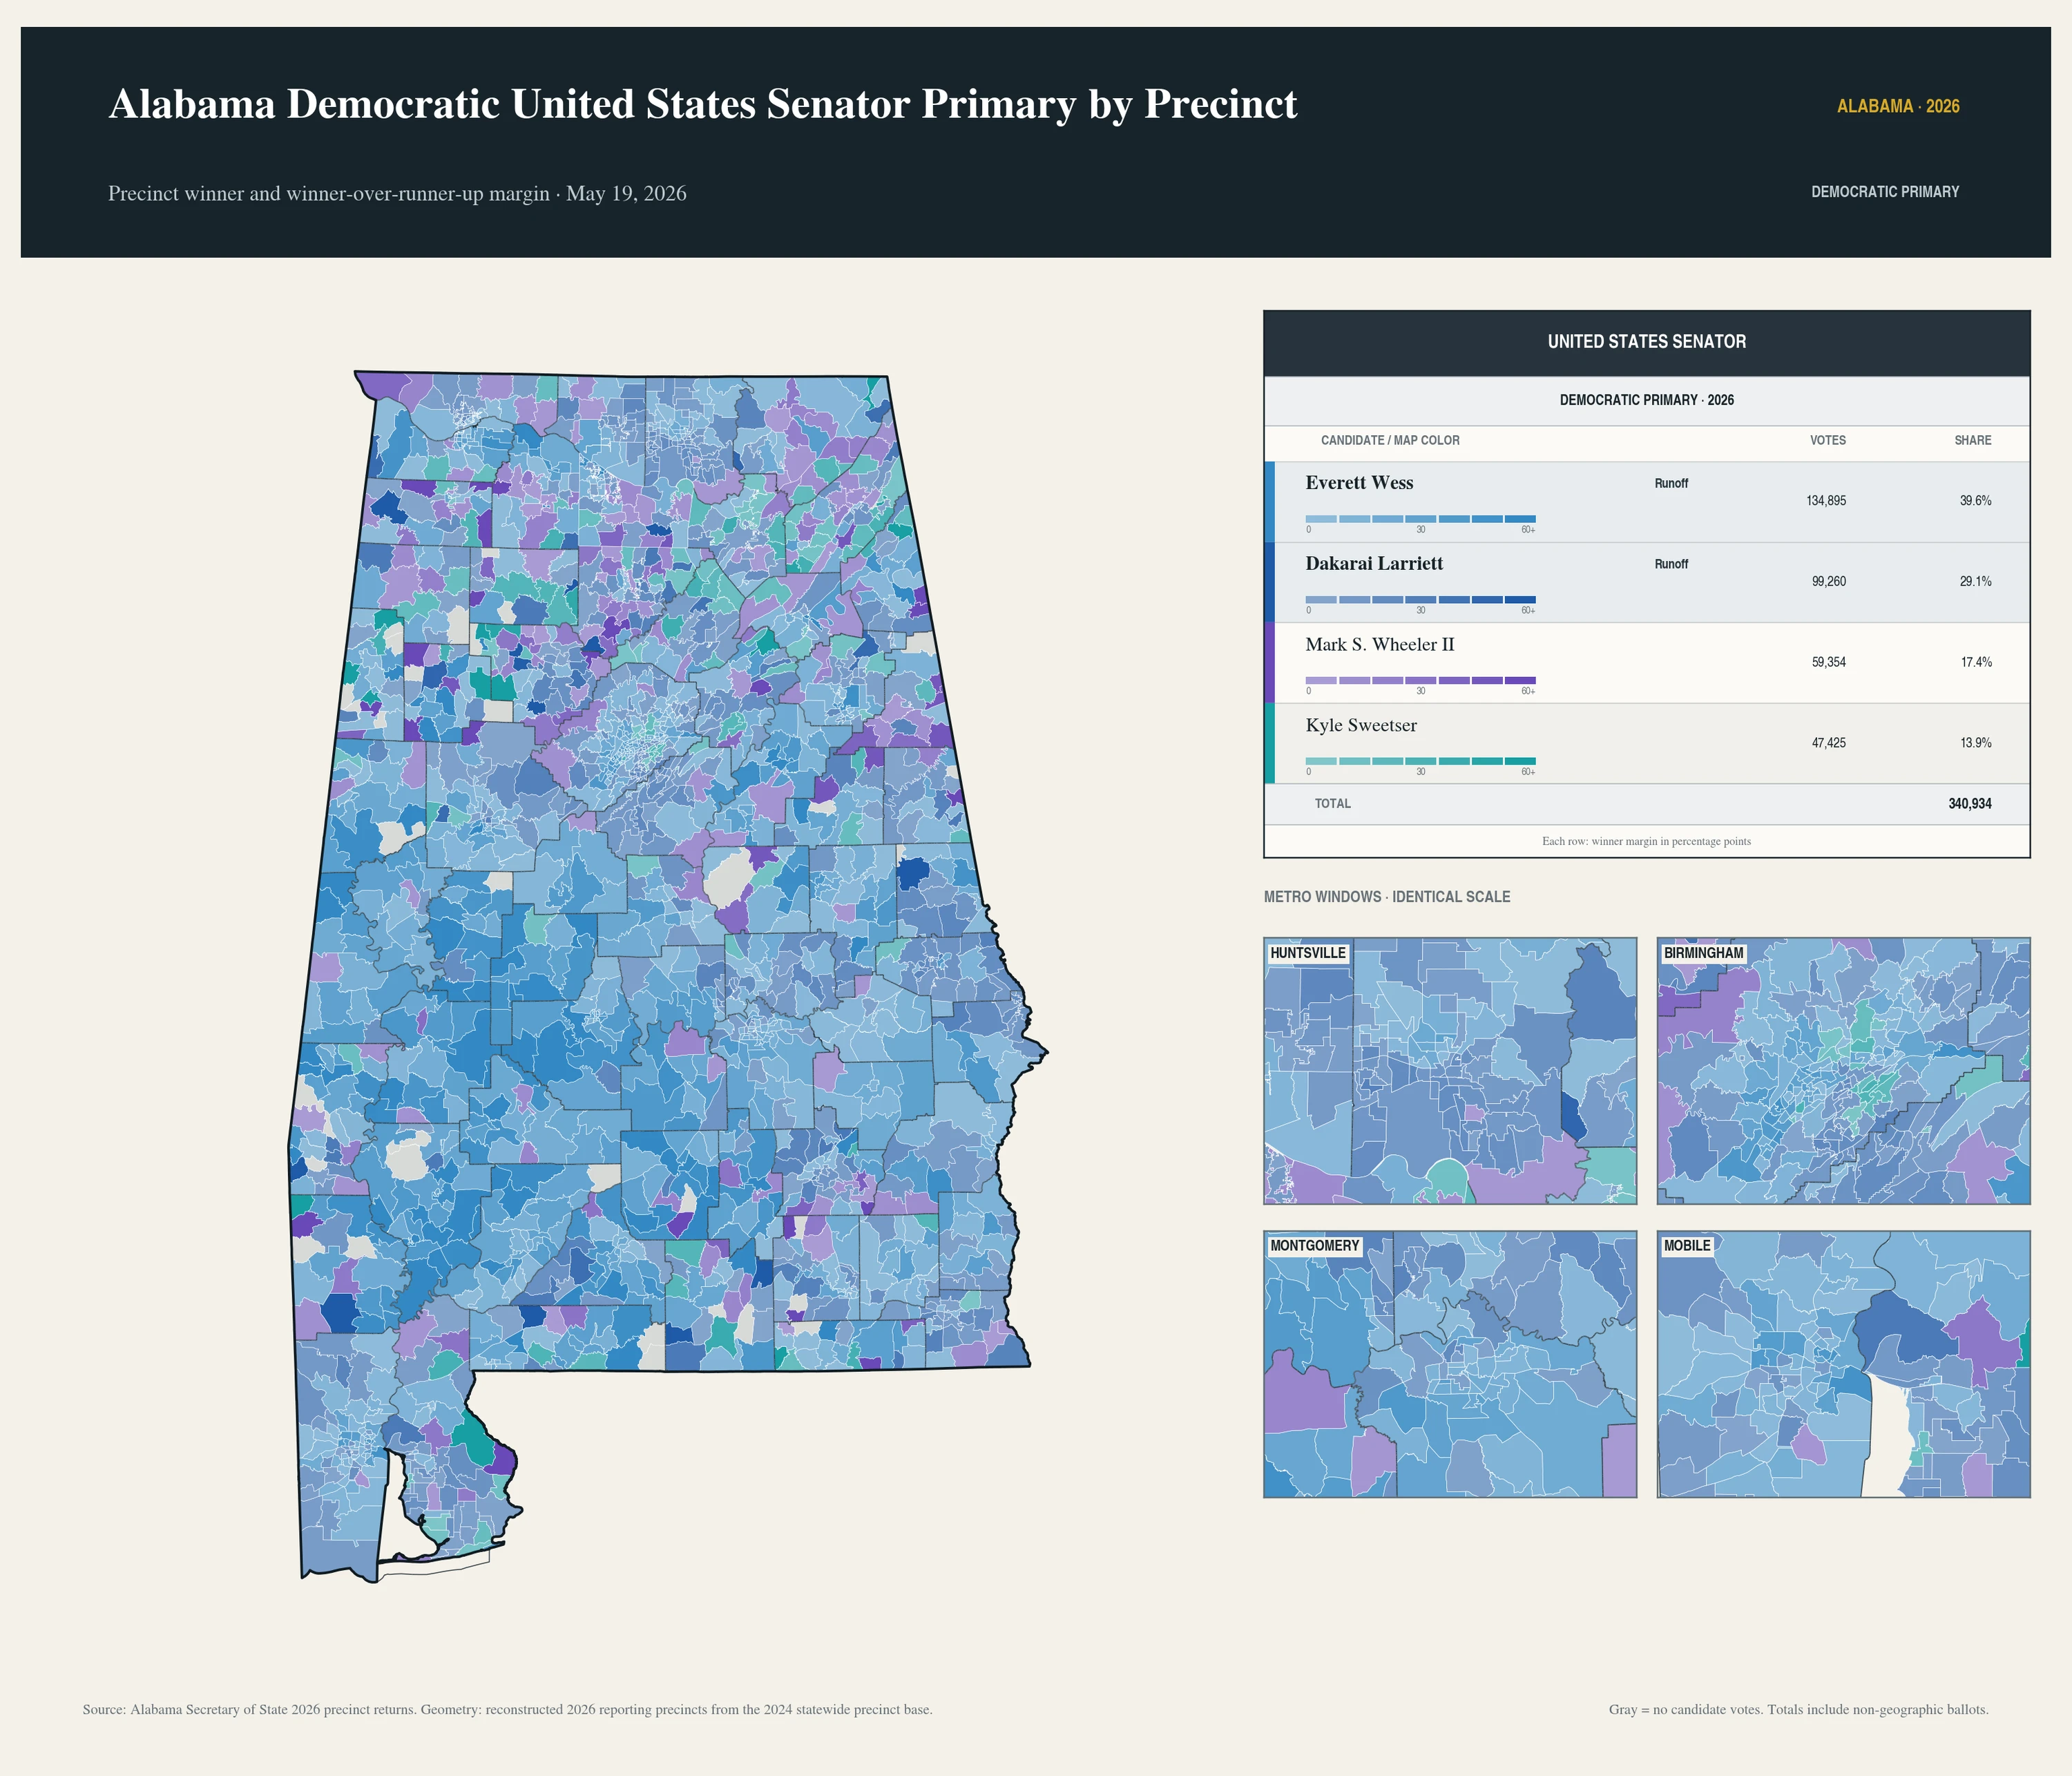 Alabama Democratic United States Senator Primary by Precinct
ALABAMA · 2026
Precinct winner and winner-over-runner-up margin · May 19, 2026
DEMOCRATIC PRIMARY
UNITED STATES SENATOR
DEMOCRATIC PRIMARY · 2026
CANDIDATE / MAP COLOR VOTES SHARE
Everett Wess Runoff 134,895 39.6%
0 30 60+
Dakarai Larriett Runoff 99,260 29.1%
0 30 60+
Mark S. Wheeler II 59,354 17.4%
0 30 60+
Kyle Sweetser 47,425 13.9%
0 30 60+
TOTAL 340,934
Each row: winner margin in percentage points
METRO WINDOWS · IDENTICAL SCALE
HUNTSVILLE
BIRMINGHAM
MONTGOMERY
MOBILE
Source: Alabama Secretary of State 2026 precinct returns. Geometry: reconstructed 2026 reporting precincts from the 2024 statewide precinct base.
Gray = no candidate votes. Totals include non-geographic ballots.